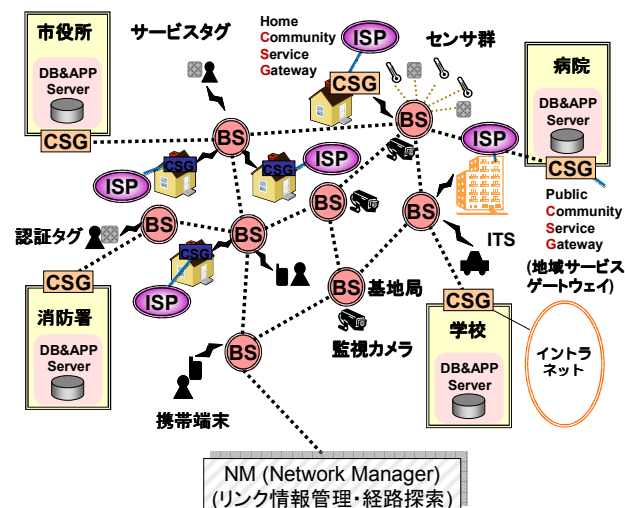 市役所
DB&APP
Server
CSG
サービスタグ
Home
Community
Service
Gateway
ISP
CSG
センサ群
病院
DB&APP
Server
CSG
ISP
BS
BS
Public
Community
Service
Gateway
(地域サービス
ゲートウェイ)
ISP
CSG
CSG
ISP
BS
BS
認証タグ
BS
BS
ITS
CSG
ISP
CSG
消防署
DB&APP
Server
BS
基地局
監視カメラ
CSG
学校
DB&APP
Server
イントラ
ネット
BS
携帯端末
NM (Network Manager)
(リンク情報管理・経路探索)